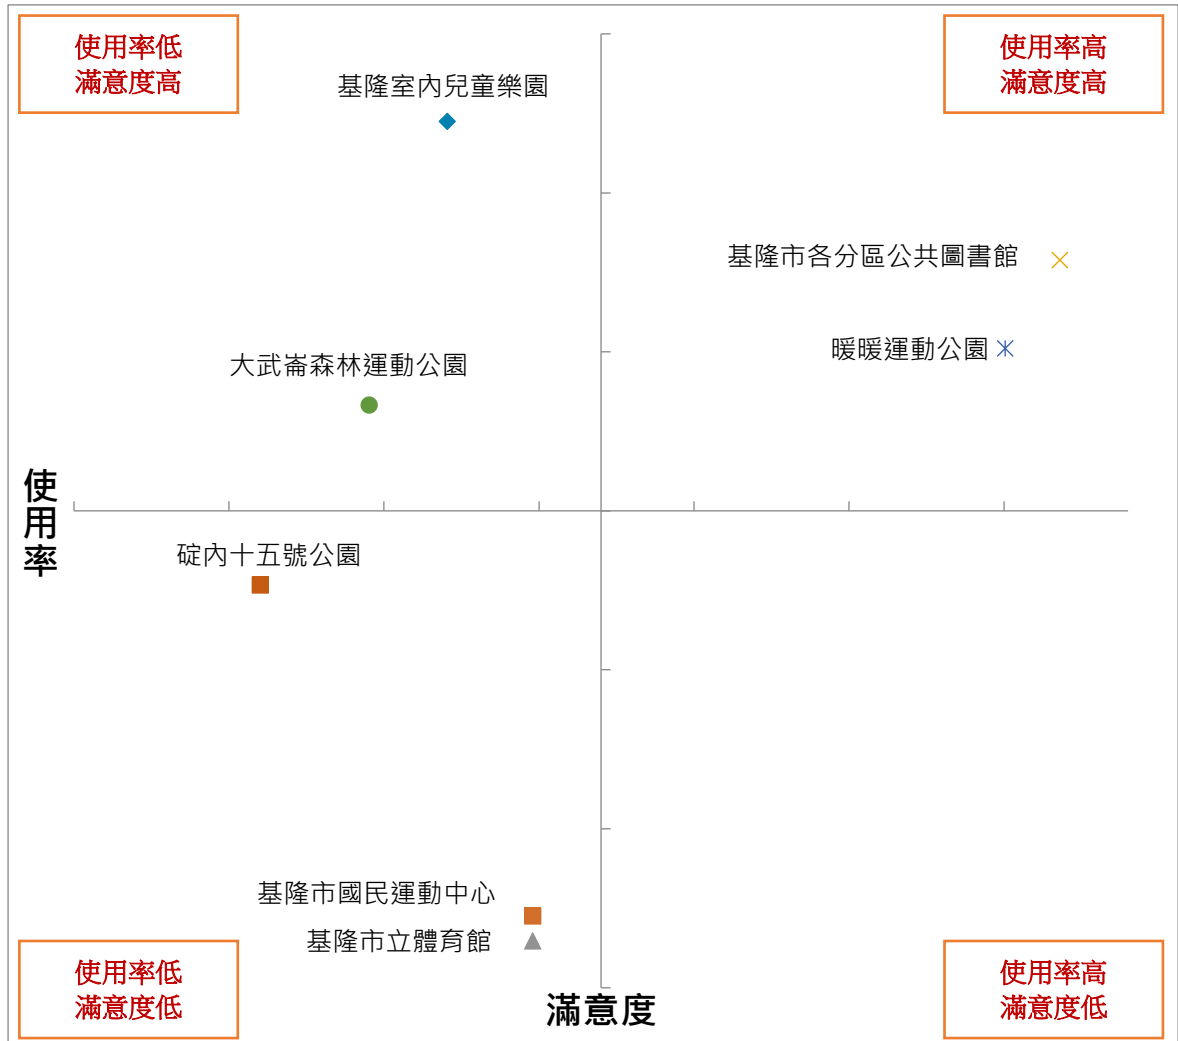 使用率低
滿意度高
使用率高
滿意度高
基隆室內兒童樂園
基隆市各分區公共圖書館
暖暖運動公園
大武崙森林運動公園
使用率
碇內十五號公園
基隆市國民運動中心
基隆市立體育館
使用率低
滿意度低
滿意度
使用率高
滿意度低